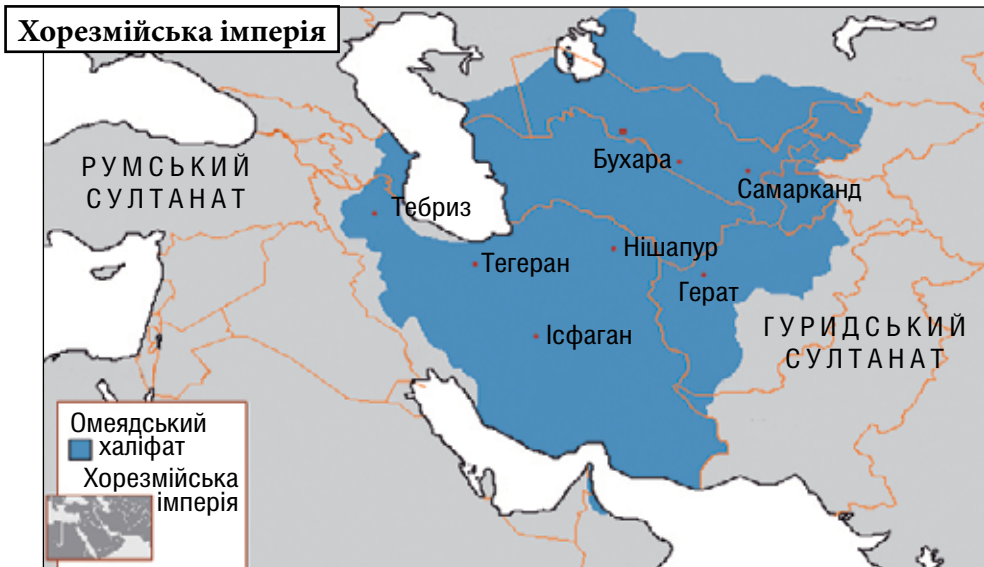 Хорезмійська імперія
РУМСЬКИЙ
СУЛТАНАТ
Бухара
Самарканд
Тебриз
Тегеран
Нішапур
Герат
Ісфаган
ГУРИДСЬКИЙ
СУЛТАНАТ
Омеядський
халіфат
Хорезмійська
імперія